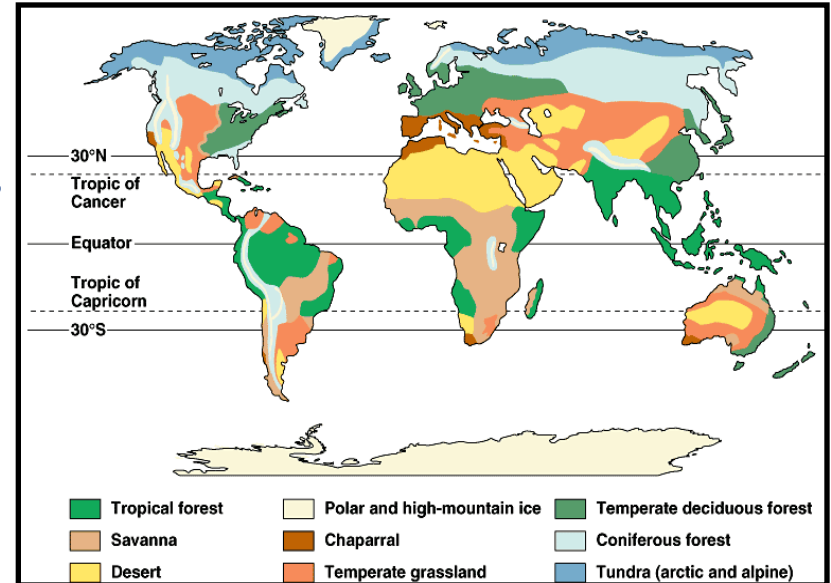 30°N
Tropic of
Cancer
Equator
Tropic of
Capricorn
30°S
Tropical forest
Polar and high-mountain ice
Temperate deciduous forest
Savanna
Chaparral
Coniferous forest
Desert
Temperate grassland
Tundra (arctic and alpine)